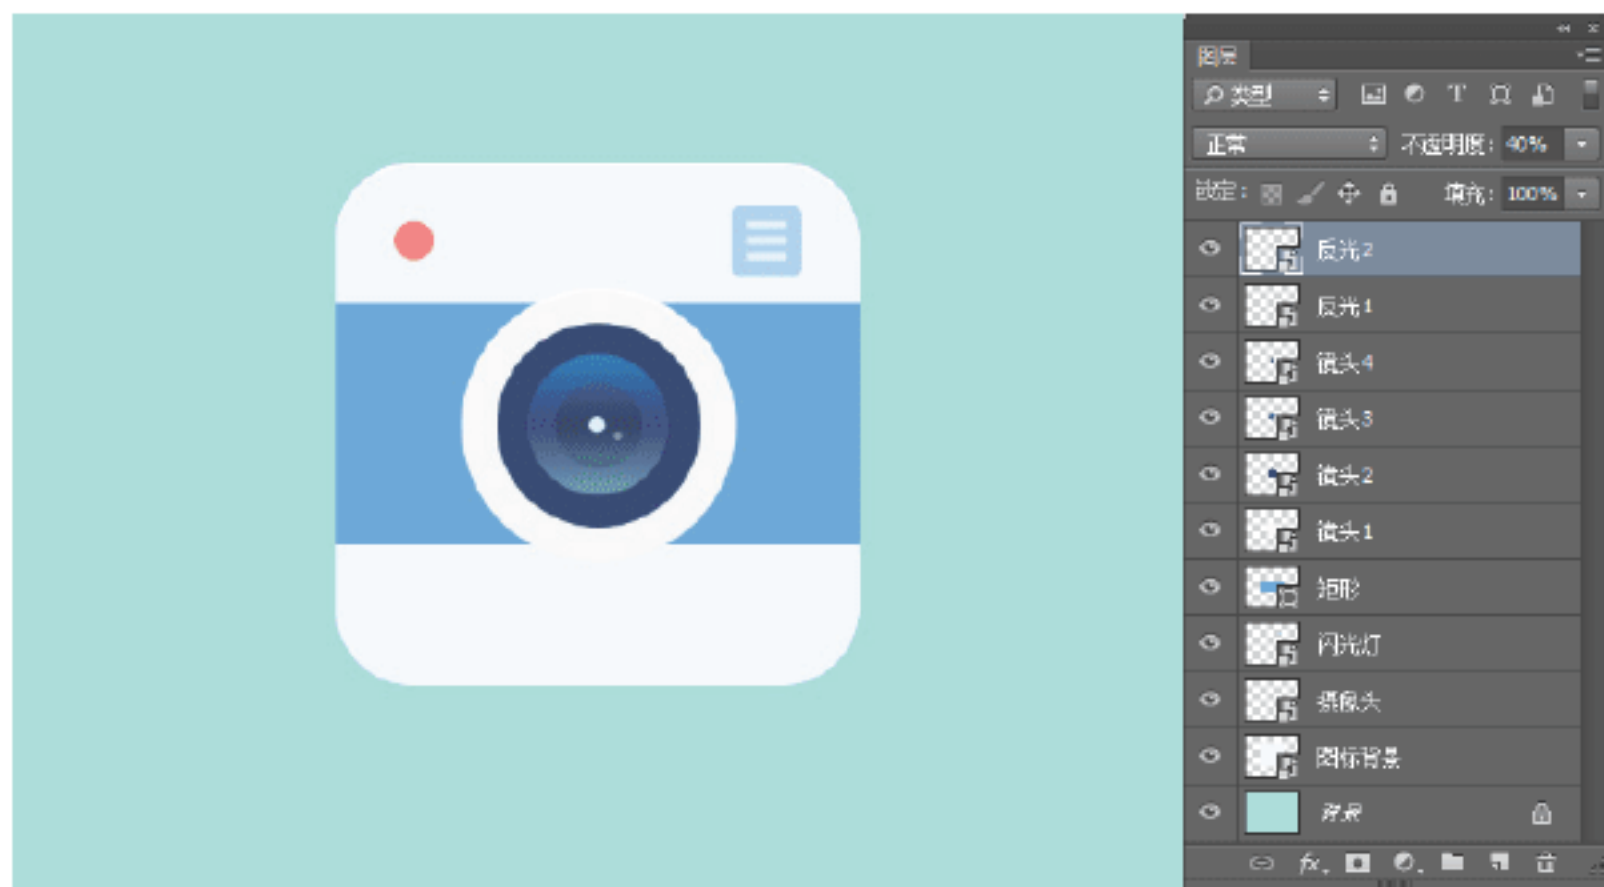 图层
类型 T
正常 不透明度: 40%
锁定: 填充: 100%
反光2
反光1
镜头4
镜头3
镜头2
镜头1
矩形
闪光灯
摄像头
图标背景
背景
fx.